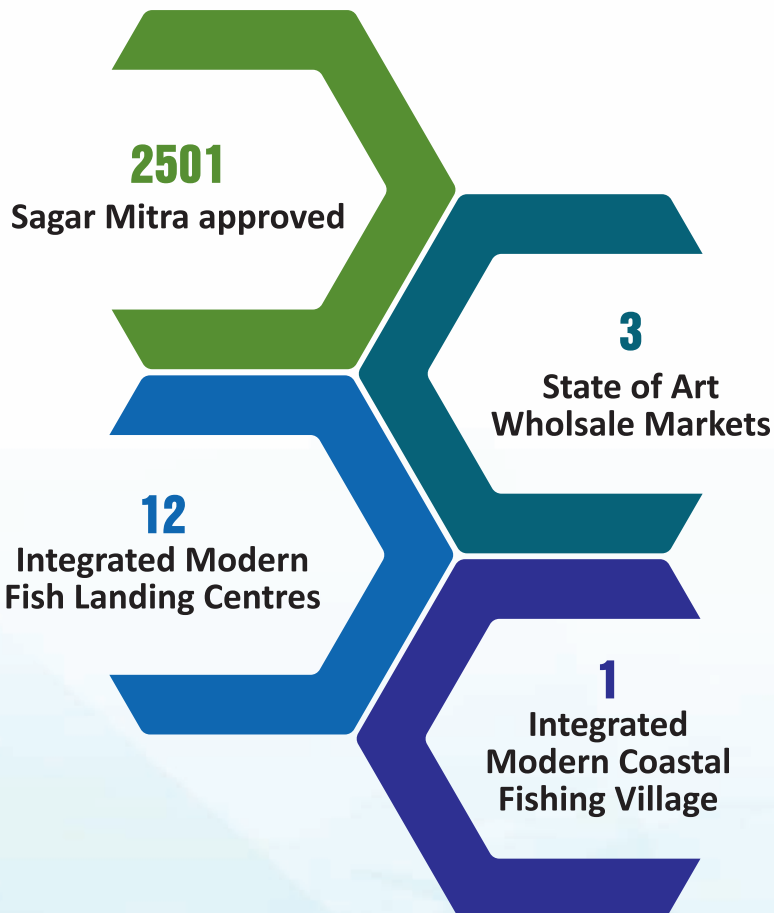 2501
Sagar Mitra approved
3
State of Art
Wholsale Markets
12
Integrated Modern
Fish Landing Centres
1
Integrated
Modern Coastal
Fishing Village